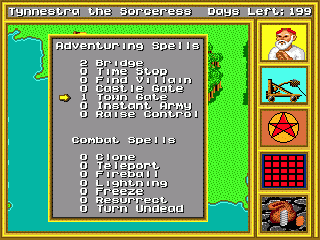 Tynnestra the Sorceress Days Left: 199
Adventuring Spells
2 Bridge
0 Time Stop
0 Find Villain
0 Castle Gate
1 Town Gate
0 Instant Army
0 Raise Control
Combat Spells
0 Clone
0 Teleport
0 Fireball
0 Lightning
0 Freeze
0 Resurrect
0 Turn Undead